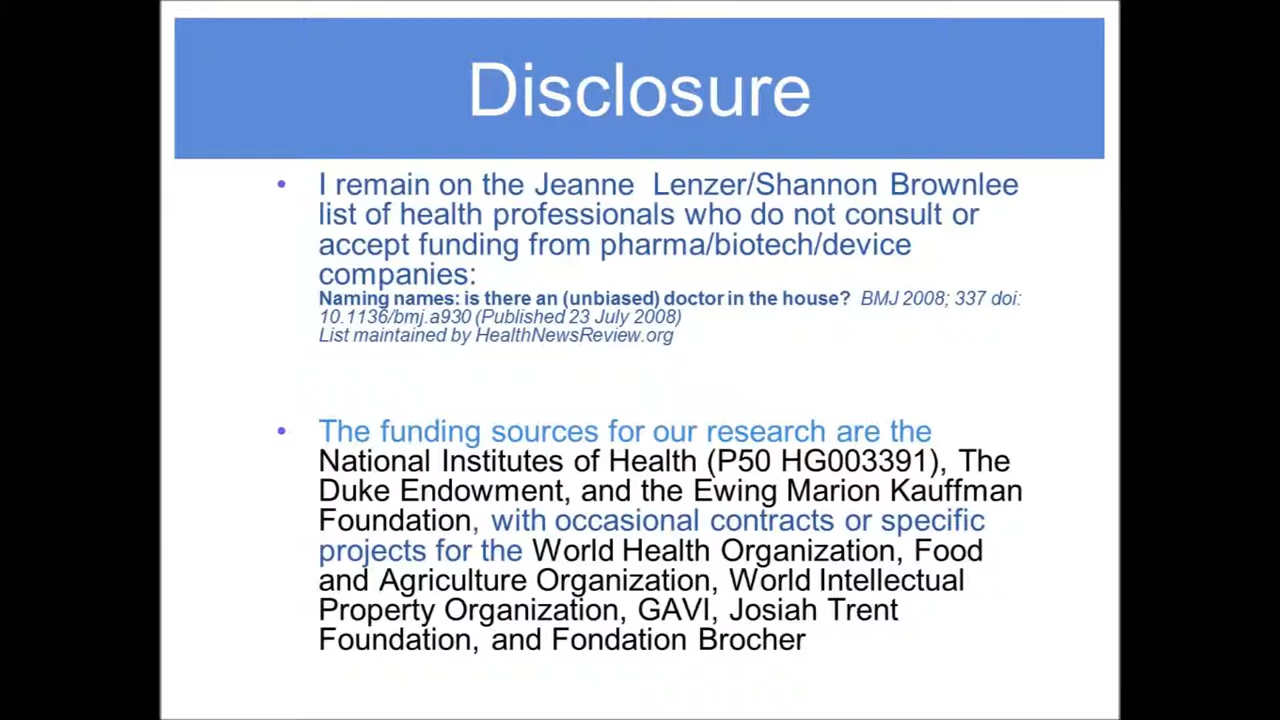 Disclosure
• I remain on the Jeanne Lenzer/Shannon Brownlee
list of health professionals who do not consult or
accept funding from pharma/biotech/device
companies:
Naming names: is there an (unbiased) doctor in the house? BMJ 2008; 337 doi:
10.1136/bmj.a930 (Published 23 July 2008)
List maintained by HealthNewsReview.org
• The funding sources for our research are the
National Institutes of Health (P50 HG003391), The
Duke Endowment, and the Ewing Marion Kauffman
Foundation, with occasional contracts or specific
projects for the World Health Organization, Food
and Agriculture Organization, World Intellectual
Property Organization, GAVI, Josiah Trent
Foundation, and Fondation Brocher